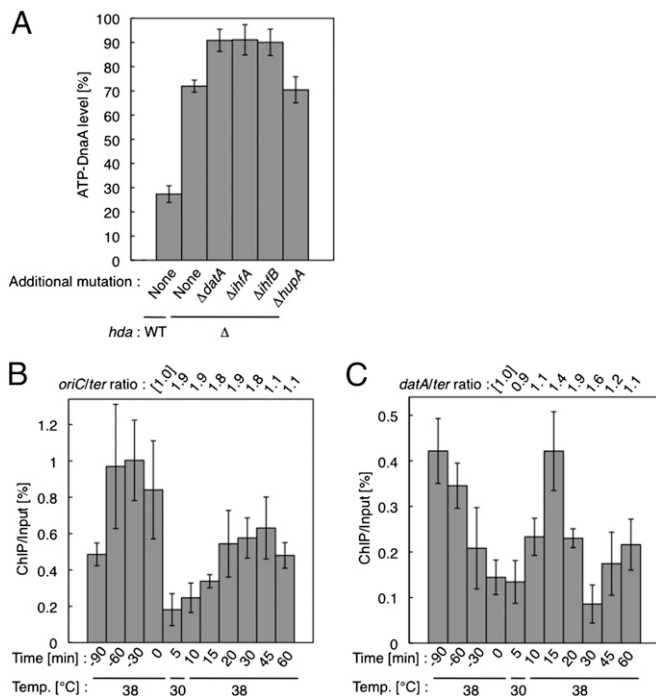 A
ATP-DnaA level [%]
100
90
80
70
60
50
40
30
20
10
0
Additional mutation :
None
None
ΔdatA
ΔihfA
ΔihfB
ΔhupA
hda : WT Δ
B
oriC/ter ratio : [1.0] 1.9 1.9 1.8 1.9 1.8 1.1 1.1
ChIP/Input [%]
1.2
1
0.8
0.6
0.4
0.2
0
Time [min] : -90 -60 -30 0 5 10 15 20 30 45 60
Temp. [°C] : 38 30 38
C
datA/ter ratio : [1.0] 0.9 1.1 1.4 1.9 1.6 1.2 1.1
ChIP/Input [%]
0.5
0.4
0.3
0.2
0.1
0
Time [min] : -90 -60 -30 0 5 10 15 20 30 45 60
Temp. [°C] : 38 30 38